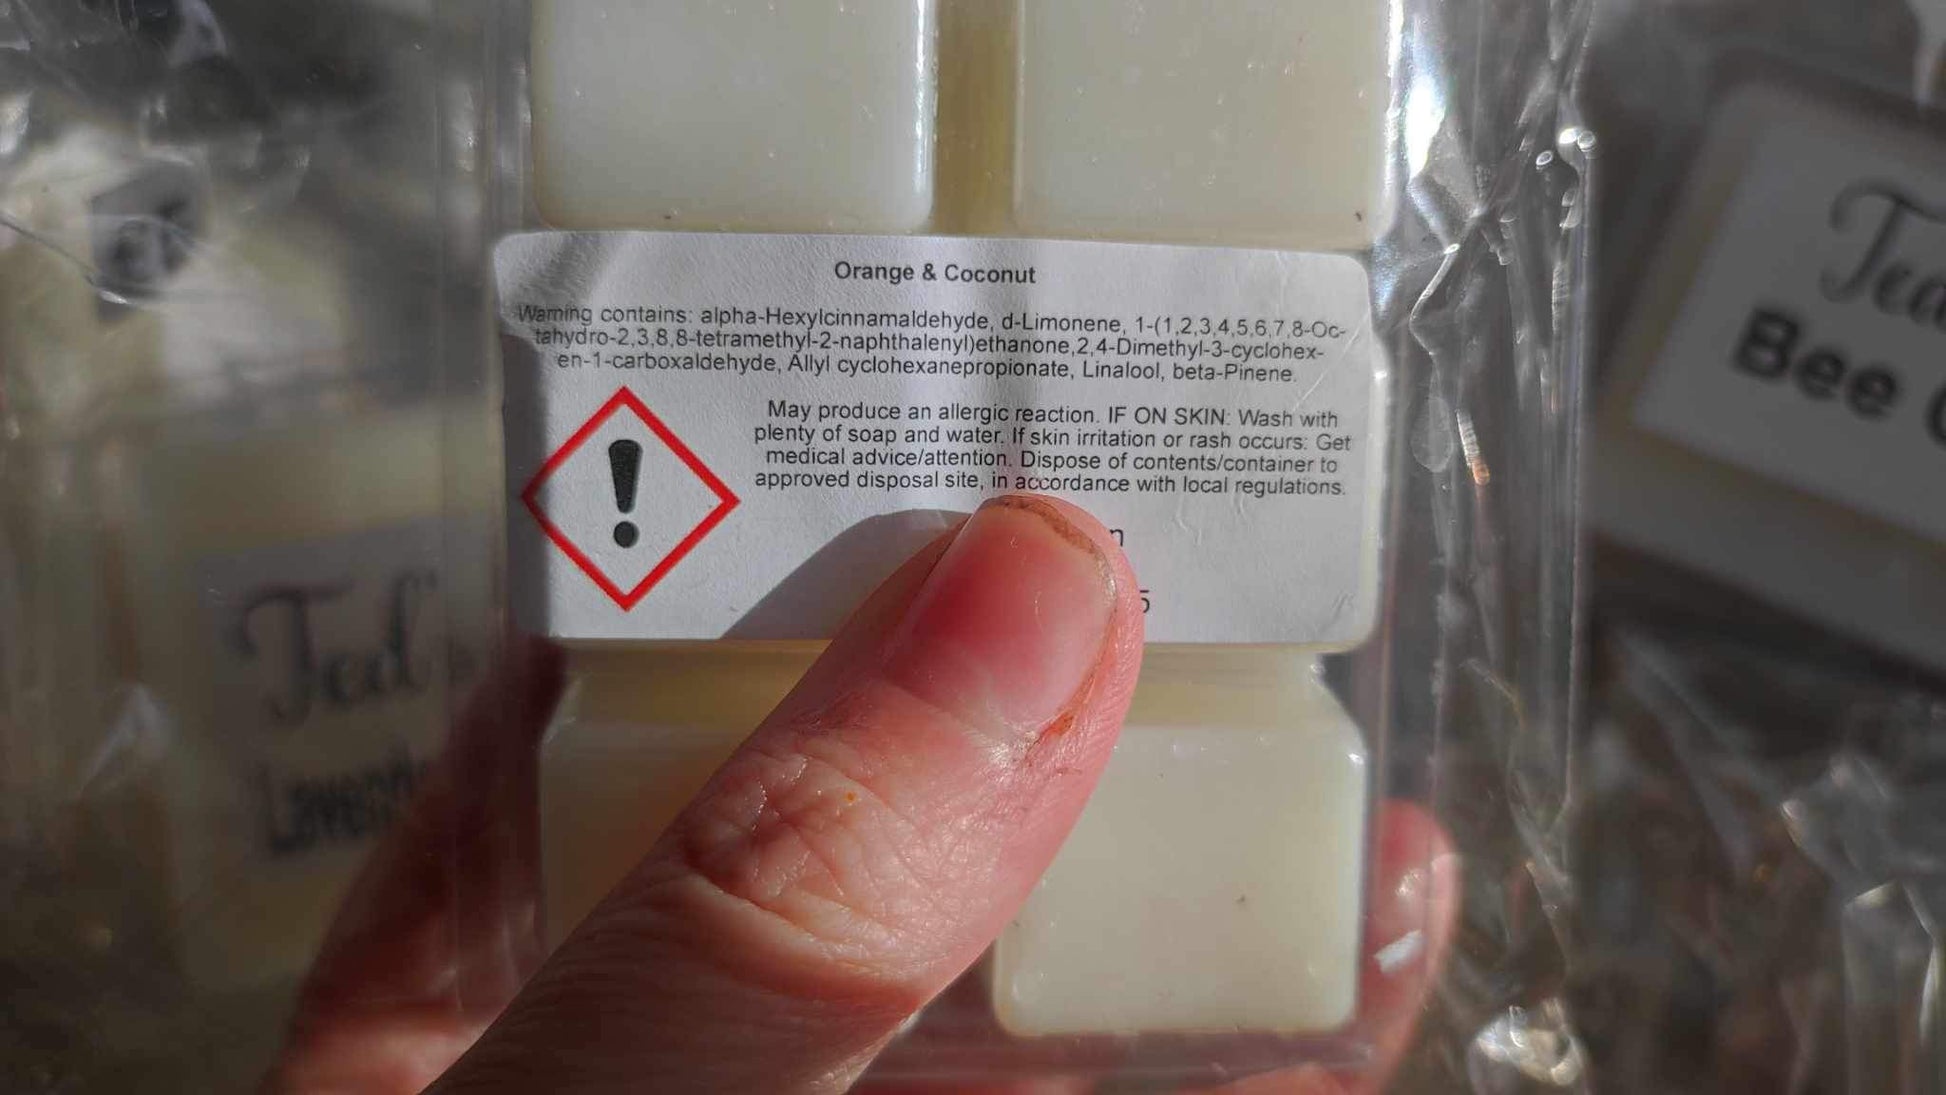 Orange & Coconut
Warning contains: alpha-Hexylcinnamaldehyde, d-Limonene, 1-(1,2,3,4,5,6,7,8-Oc-
tahydro-2,3,8,8-tetramethyl-2-naphthalenyl)ethanone,2,4-Dimethyl-3-cyclohex-
en-1-carboxaldehyde, Allyl cyclohexanepropionate, Linalool, beta-Pinene.
May produce an allergic reaction. IF ON SKIN: Wash with
plenty of soap and water. If skin irritation or rash occurs: Get
medical advice/attention. Dispose of contents/container to
approved disposal site, in accordance with local regulations.
Ted
Bee